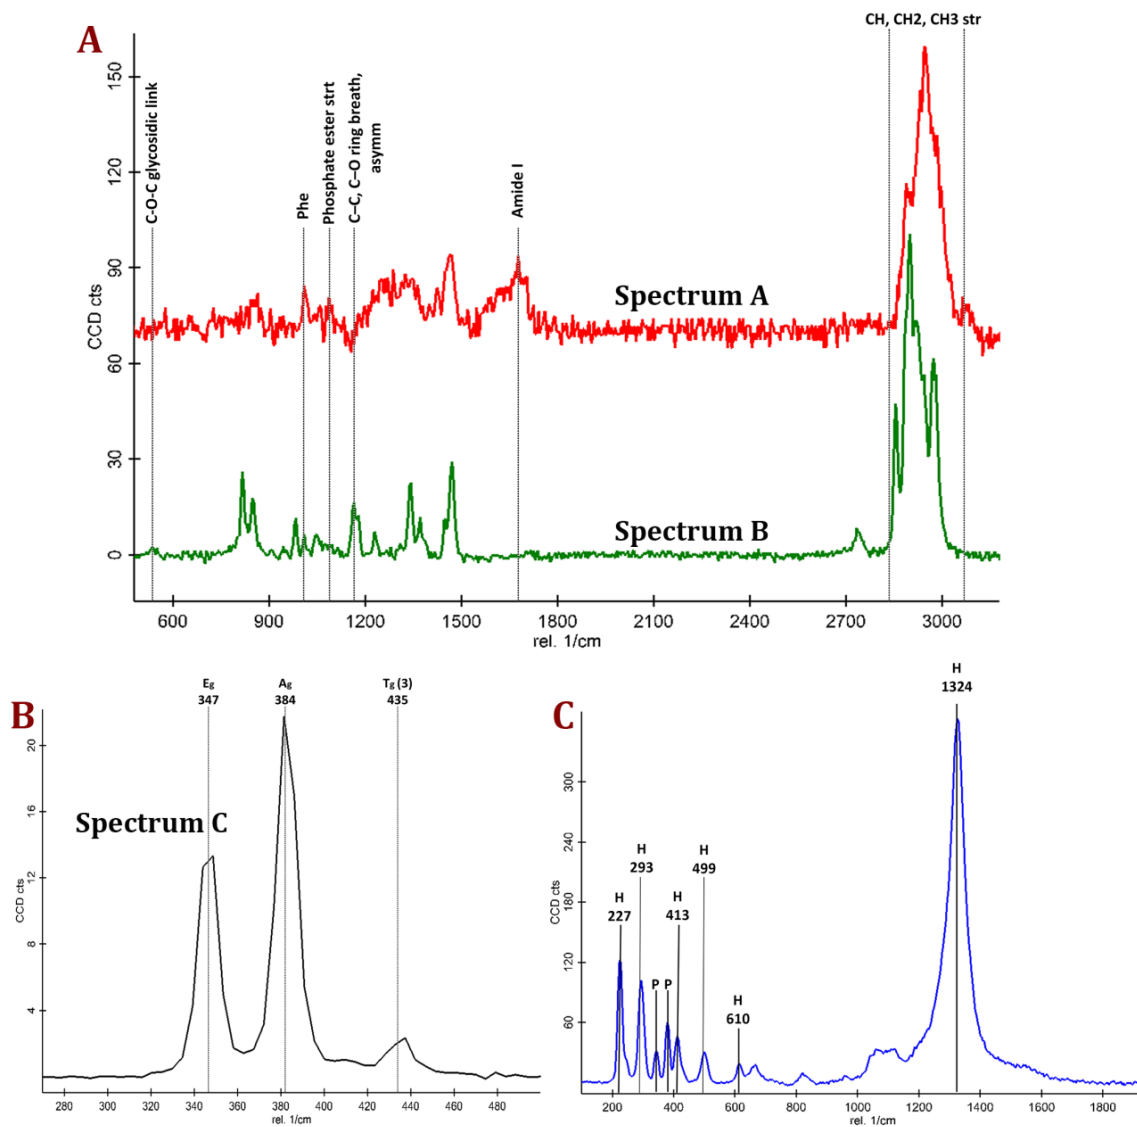 A
CH, CH2, CH3 str
C-O-C glycosidic link
Phe
Phosphate ester strt
C–C, C–O ring breath,
asymm
Amide I
150
120
90
60
30
0
CCD cts
Spectrum A
Spectrum B
600
900
1200
1500
1800
2100
2400
2700
3000
rel. 1/cm
B
Eg
347
Ag
384
Tg (3)
435
Spectrum C
20
16
12
8
4
CCD cts
280
300
320
340
360
380
400
420
440
460
480
rel. 1/cm
C
H
1324
H
293
H
499
H
227
H
413
P
P
H
610
300
240
180
120
60
CCD cts
200
400
600
800
1000
1200
1400
1600
1800
rel. 1/cm